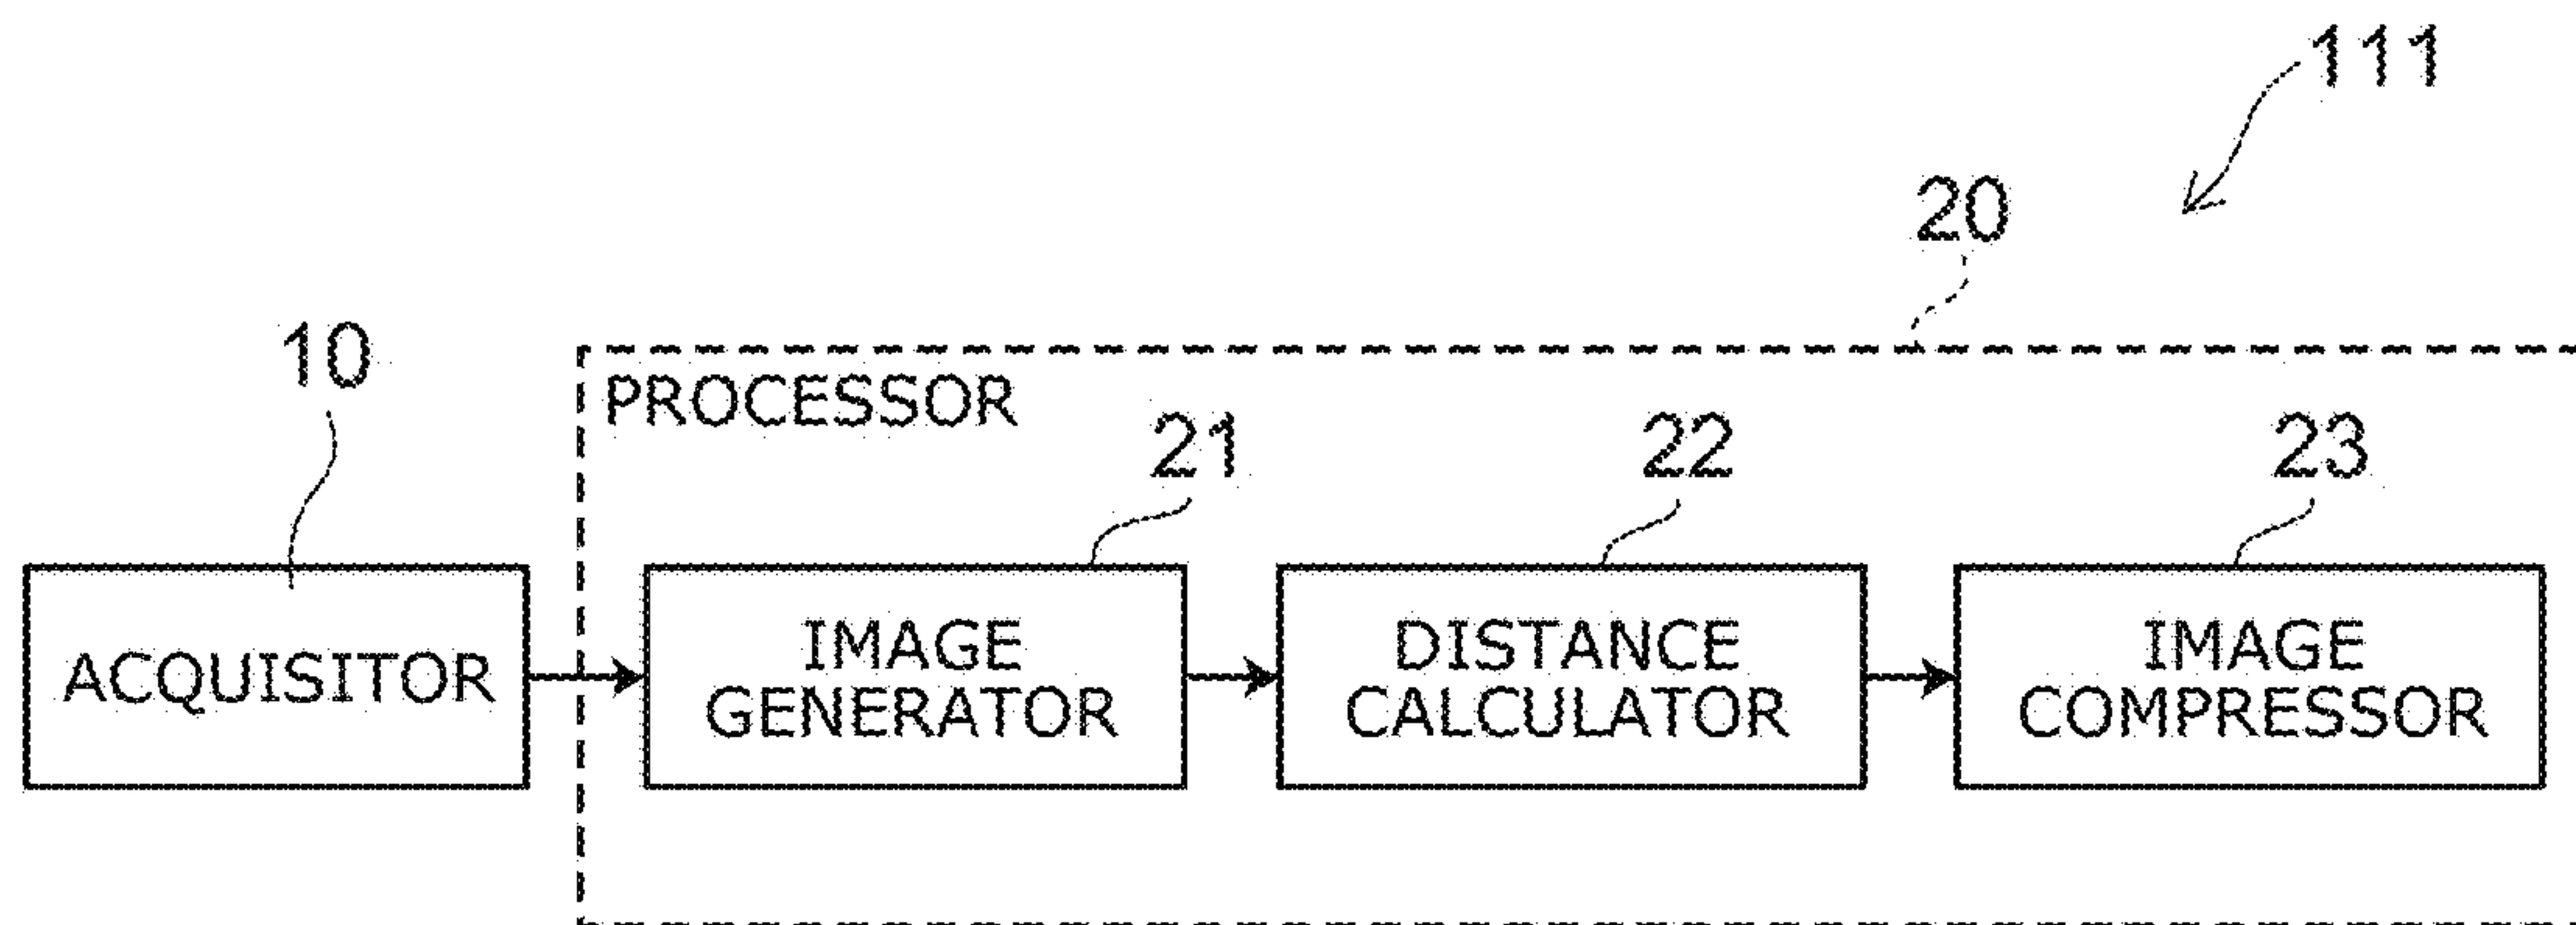 111
20
10
PROCESSOR
21
22
23
ACQUISITOR
IMAGE
GENERATOR
DISTANCE
CALCULATOR
IMAGE
COMPRESSOR